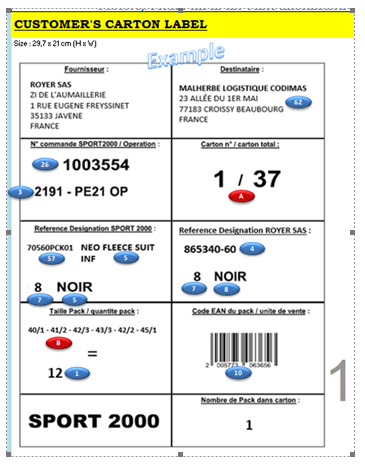 CUSTOMER'S CARTON LABEL
Size : 29,7 x 21cm (H x W)
Example
Fournisseur :
ROYER SAS
ZI DE L'AUMAILLERIE
1 RUE EUGENE FREYSSINET
35133 JAVENE
FRANCE
Destinataire :
MALHERBE LOGISTIQUE CODIMAS
23 ALLÉE DU 1ER MAI
77183 CROISSY BEAUBOURG
FRANCE
62
N° commande SPORT2000 / Operation :
26 1003554
3 2191 - PE21 OP
Carton n° / carton total :
1 / 37
A
Reference Designation SPORT 2000 :
70560PCK01 NEO FLEECE SUIT
INF
57 5
8 NOIR
7 5
Reference Designation ROYER SAS :
865340-60 4
8 NOIR
7 8
Taille Pack / quantite pack :
40/1 - 41/2 - 42/3 - 43/3 - 42/2 - 45/1
B
=
12 1
Code EAN du pack / unite de vente :
2 005773 063656
10
SPORT 2000
Nombre de Pack dans carton :
1
1